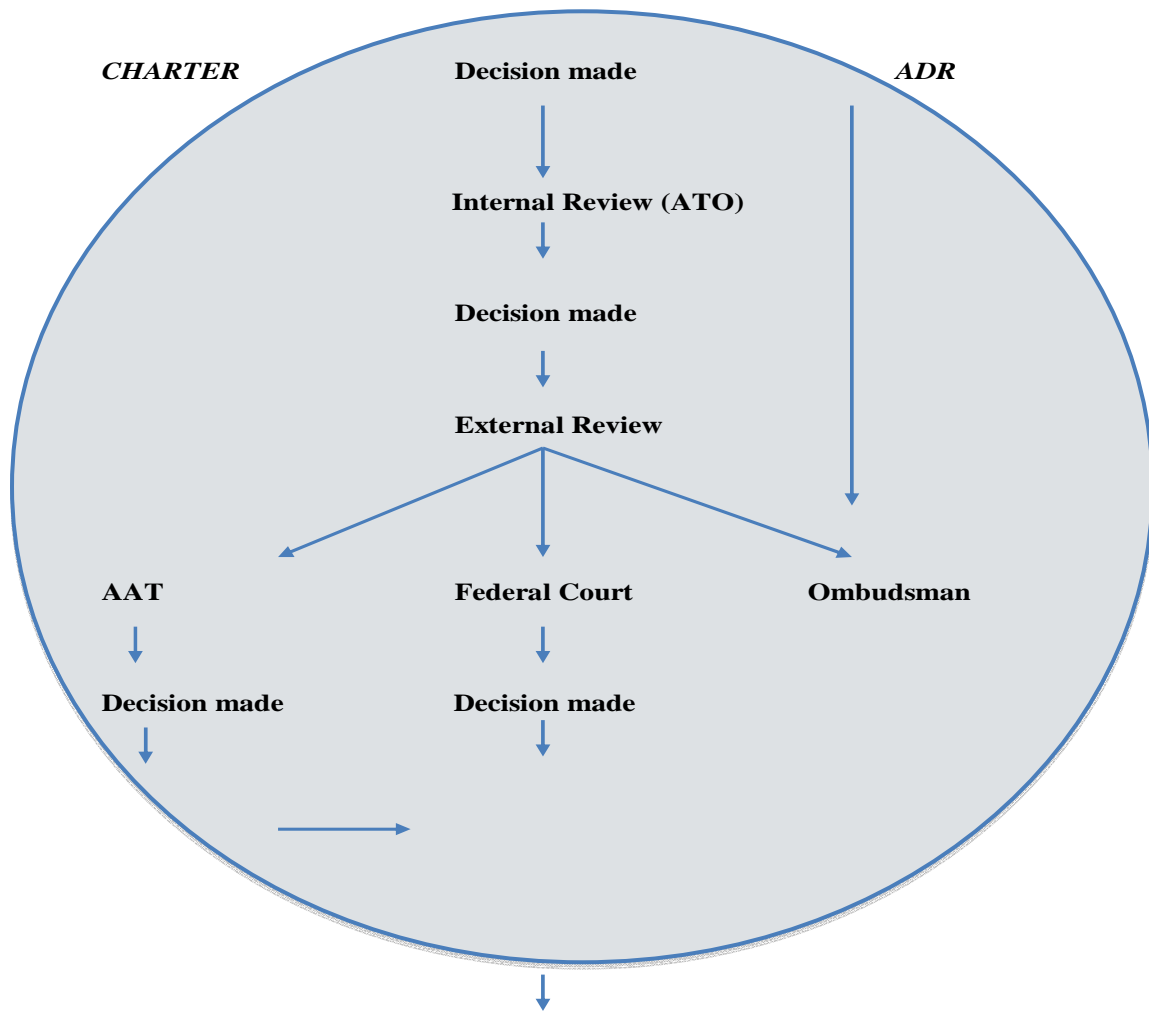 CHARTER
Decision made
ADR
Internal Review (ATO)
Decision made
External Review
AAT
Federal Court
Ombudsman
Decision made
Decision made